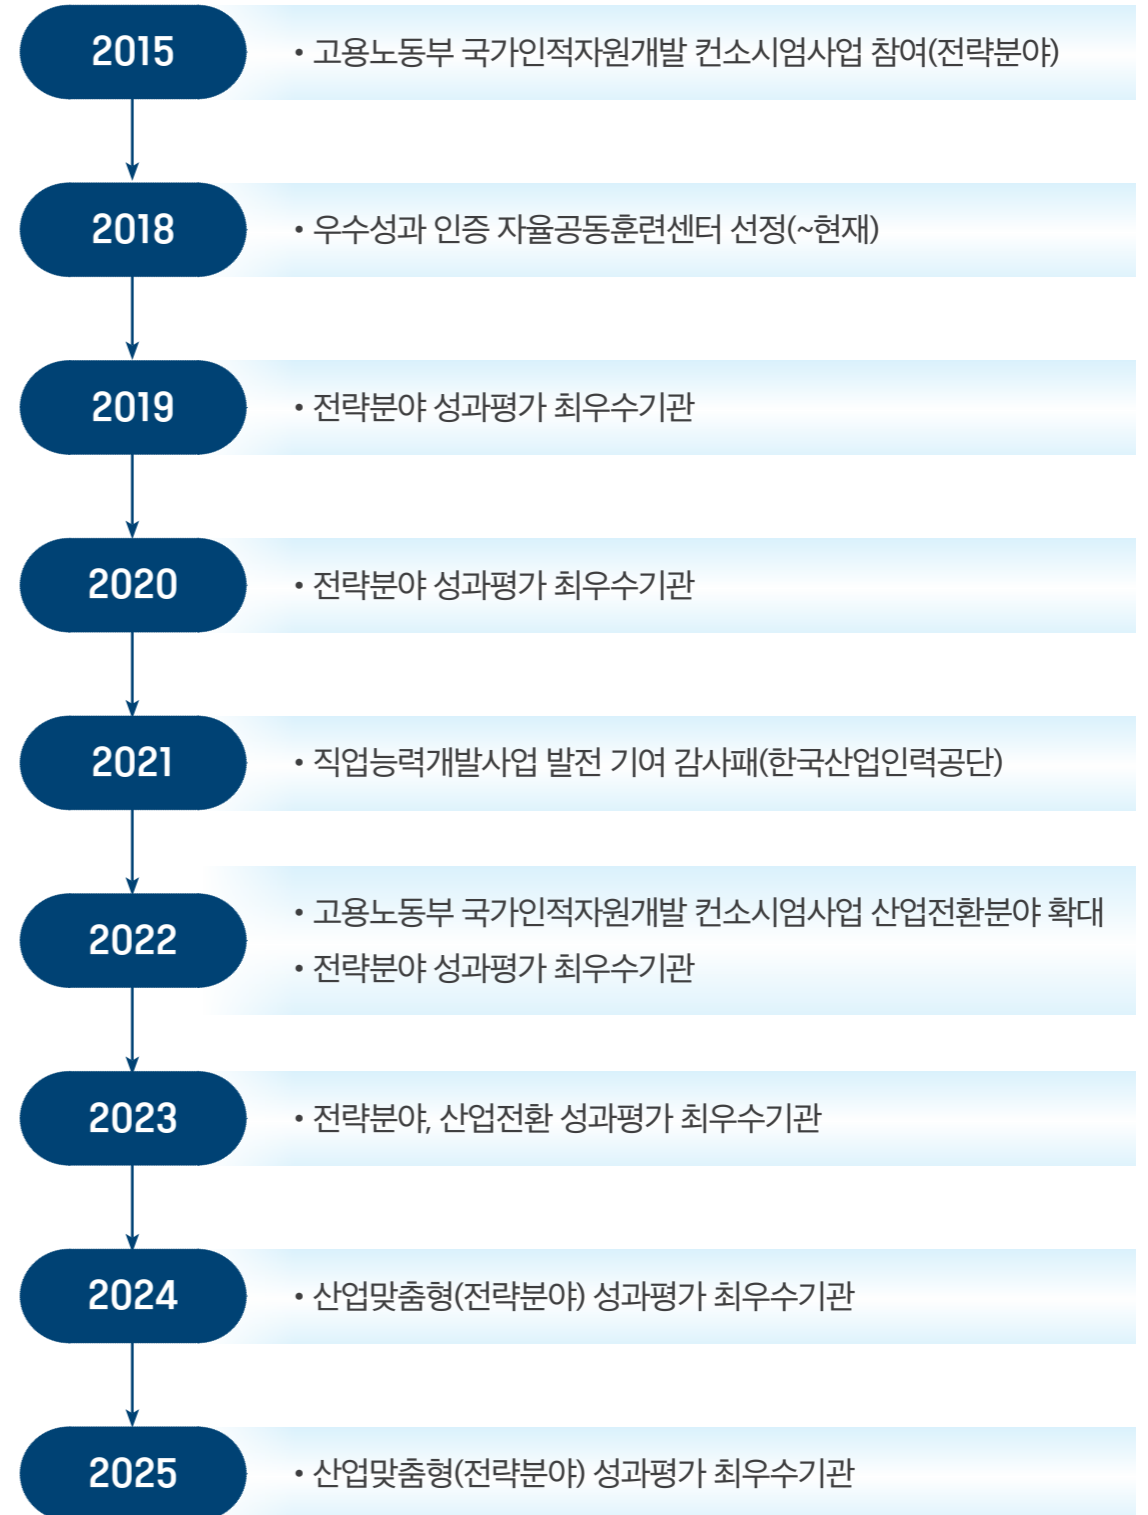 2015
• 고용노동부 국가인적자원개발 컨소시엄사업 참여(전략분야)
2018
• 우수성과 인증 자율공동훈련센터 선정(~현재)
2019
• 전략분야 성과평가 최우수기관
2020
• 전략분야 성과평가 최우수기관
2021
• 직업능력개발사업 발전 기여 감사패(한국산업인력공단)
2022
• 고용노동부 국가인적자원개발 컨소시엄사업 산업전환분야 확대
• 전략분야 성과평가 최우수기관
2023
• 전략분야, 산업전환 성과평가 최우수기관
2024
• 산업맞춤형(전략분야) 성과평가 최우수기관
2025
• 산업맞춤형(전략분야) 성과평가 최우수기관